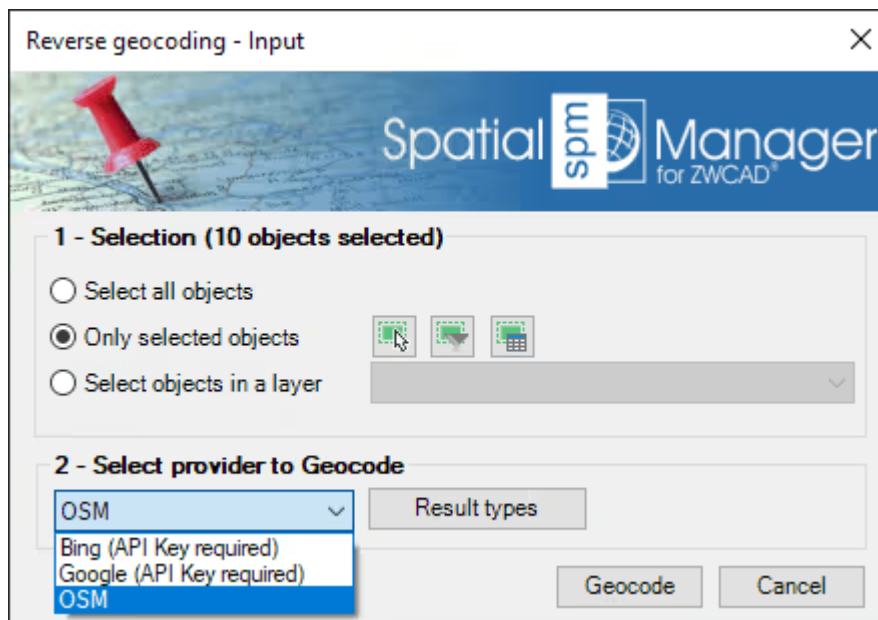 Reverse geocoding - Input
Spatial spm Manager
for ZWCAD®
1 - Selection (10 objects selected)
Select all objects
Only selected objects
Select objects in a layer
2 - Select provider to Geocode
OSM
Result types
Bing (API Key required)
Google (API Key required)
OSM
Geocode
Cancel